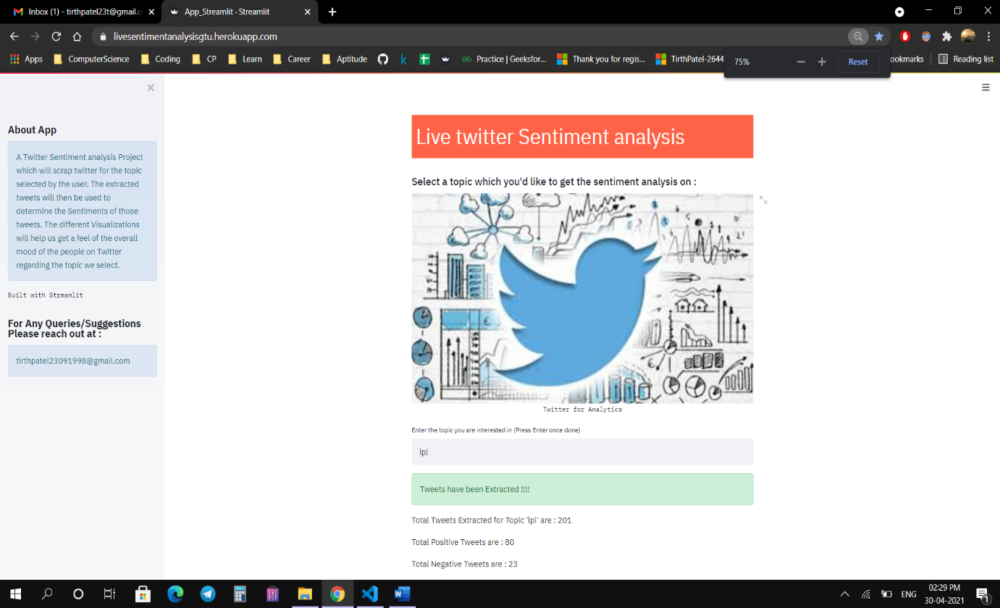 Inbox (1) - tirthpatel23t@gmail.c
App_Streamlit · Streamlit
livesentimentanalysisgtu.herokuapp.com
Apps
ComputerScience
Coding
CP
Learn
Career
Aptitude
Practice | Geeksfor...
Thank you for regis...
TirthPatel-2644
ookmarks
Reading list
75%
Reset
About App
A Twitter Sentiment analysis Project
which will scrap twitter for the topic
selected by the user. The extracted
tweets will then be used to
determine the Sentiments of those
tweets. The different Visualizations
will help us get a feel of the overall
mood of the people on Twitter
regarding the topic we select.
Built with Streamlit
For Any Queries/Suggestions
Please reach out at :
tirthpatel23091998@gmail.com
Live twitter Sentiment analysis
Select a topic which you'd like to get the sentiment analysis on :
Twitter for Analytics
Enter the topic you are interested in (Press Enter once done)
ipl
Tweets have been Extracted !!!!
Total Tweets Extracted for Topic 'ipl' are : 201
Total Positive Tweets are : 80
Total Negative Tweets are : 23
ENG
02:29 PM
30-04-2021
1